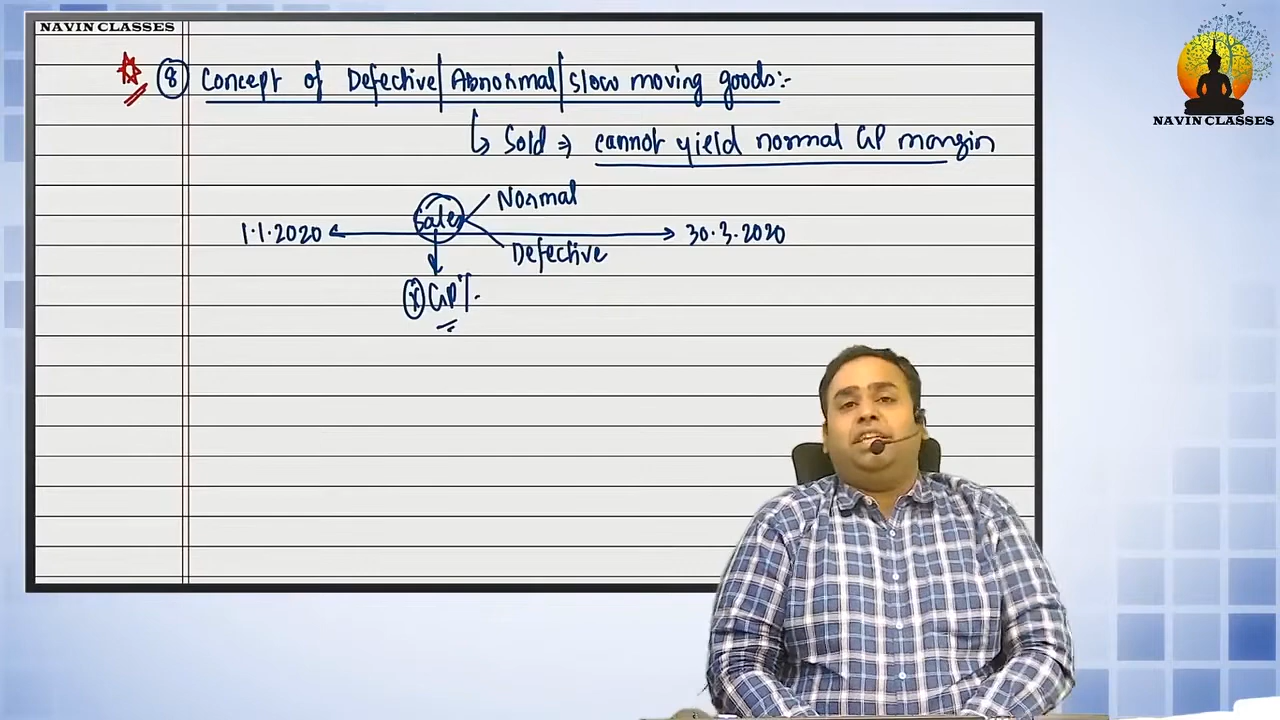 NAVIN CLASSES
⑧ Concept of Defective/Abnormal/Slow moving goods:-
↳ Sold ⇒ cannot yield normal GP margin
Normal
1.1.2020 Sales 30.3.2020
Defective
GP%
NAVIN CLASSES